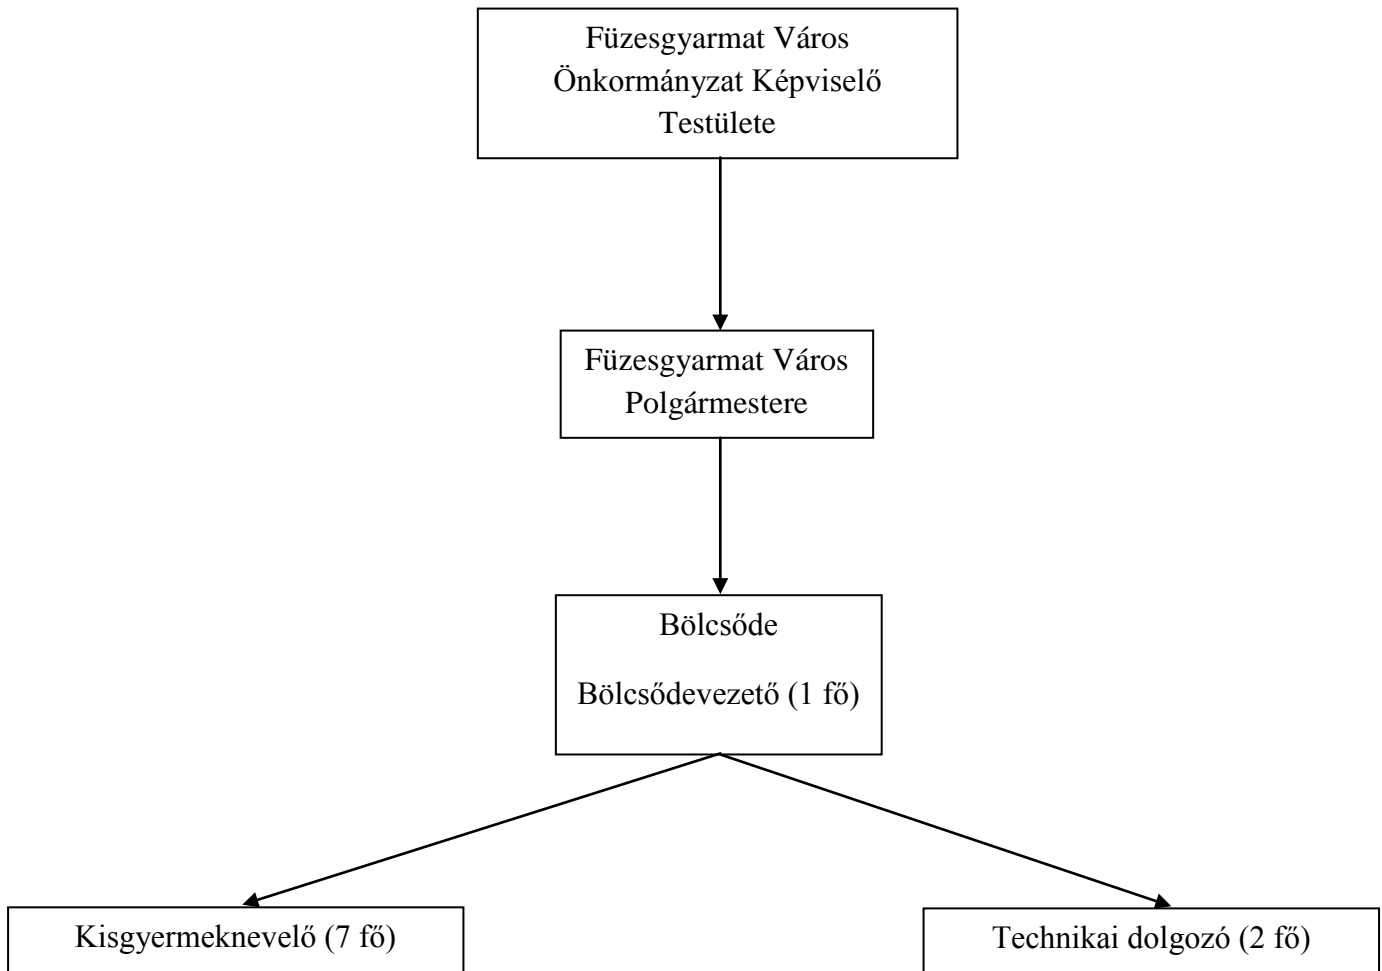 Füzesgyarmat Város
Önkormányzat Képviselő
Testülete
Füzesgyarmat Város
Polgármestere
Bölcsőde
Bölcsődevezető (1 fő)
Kisgyermeknevelő (7 fő)
Technikai dolgozó (2 fő)